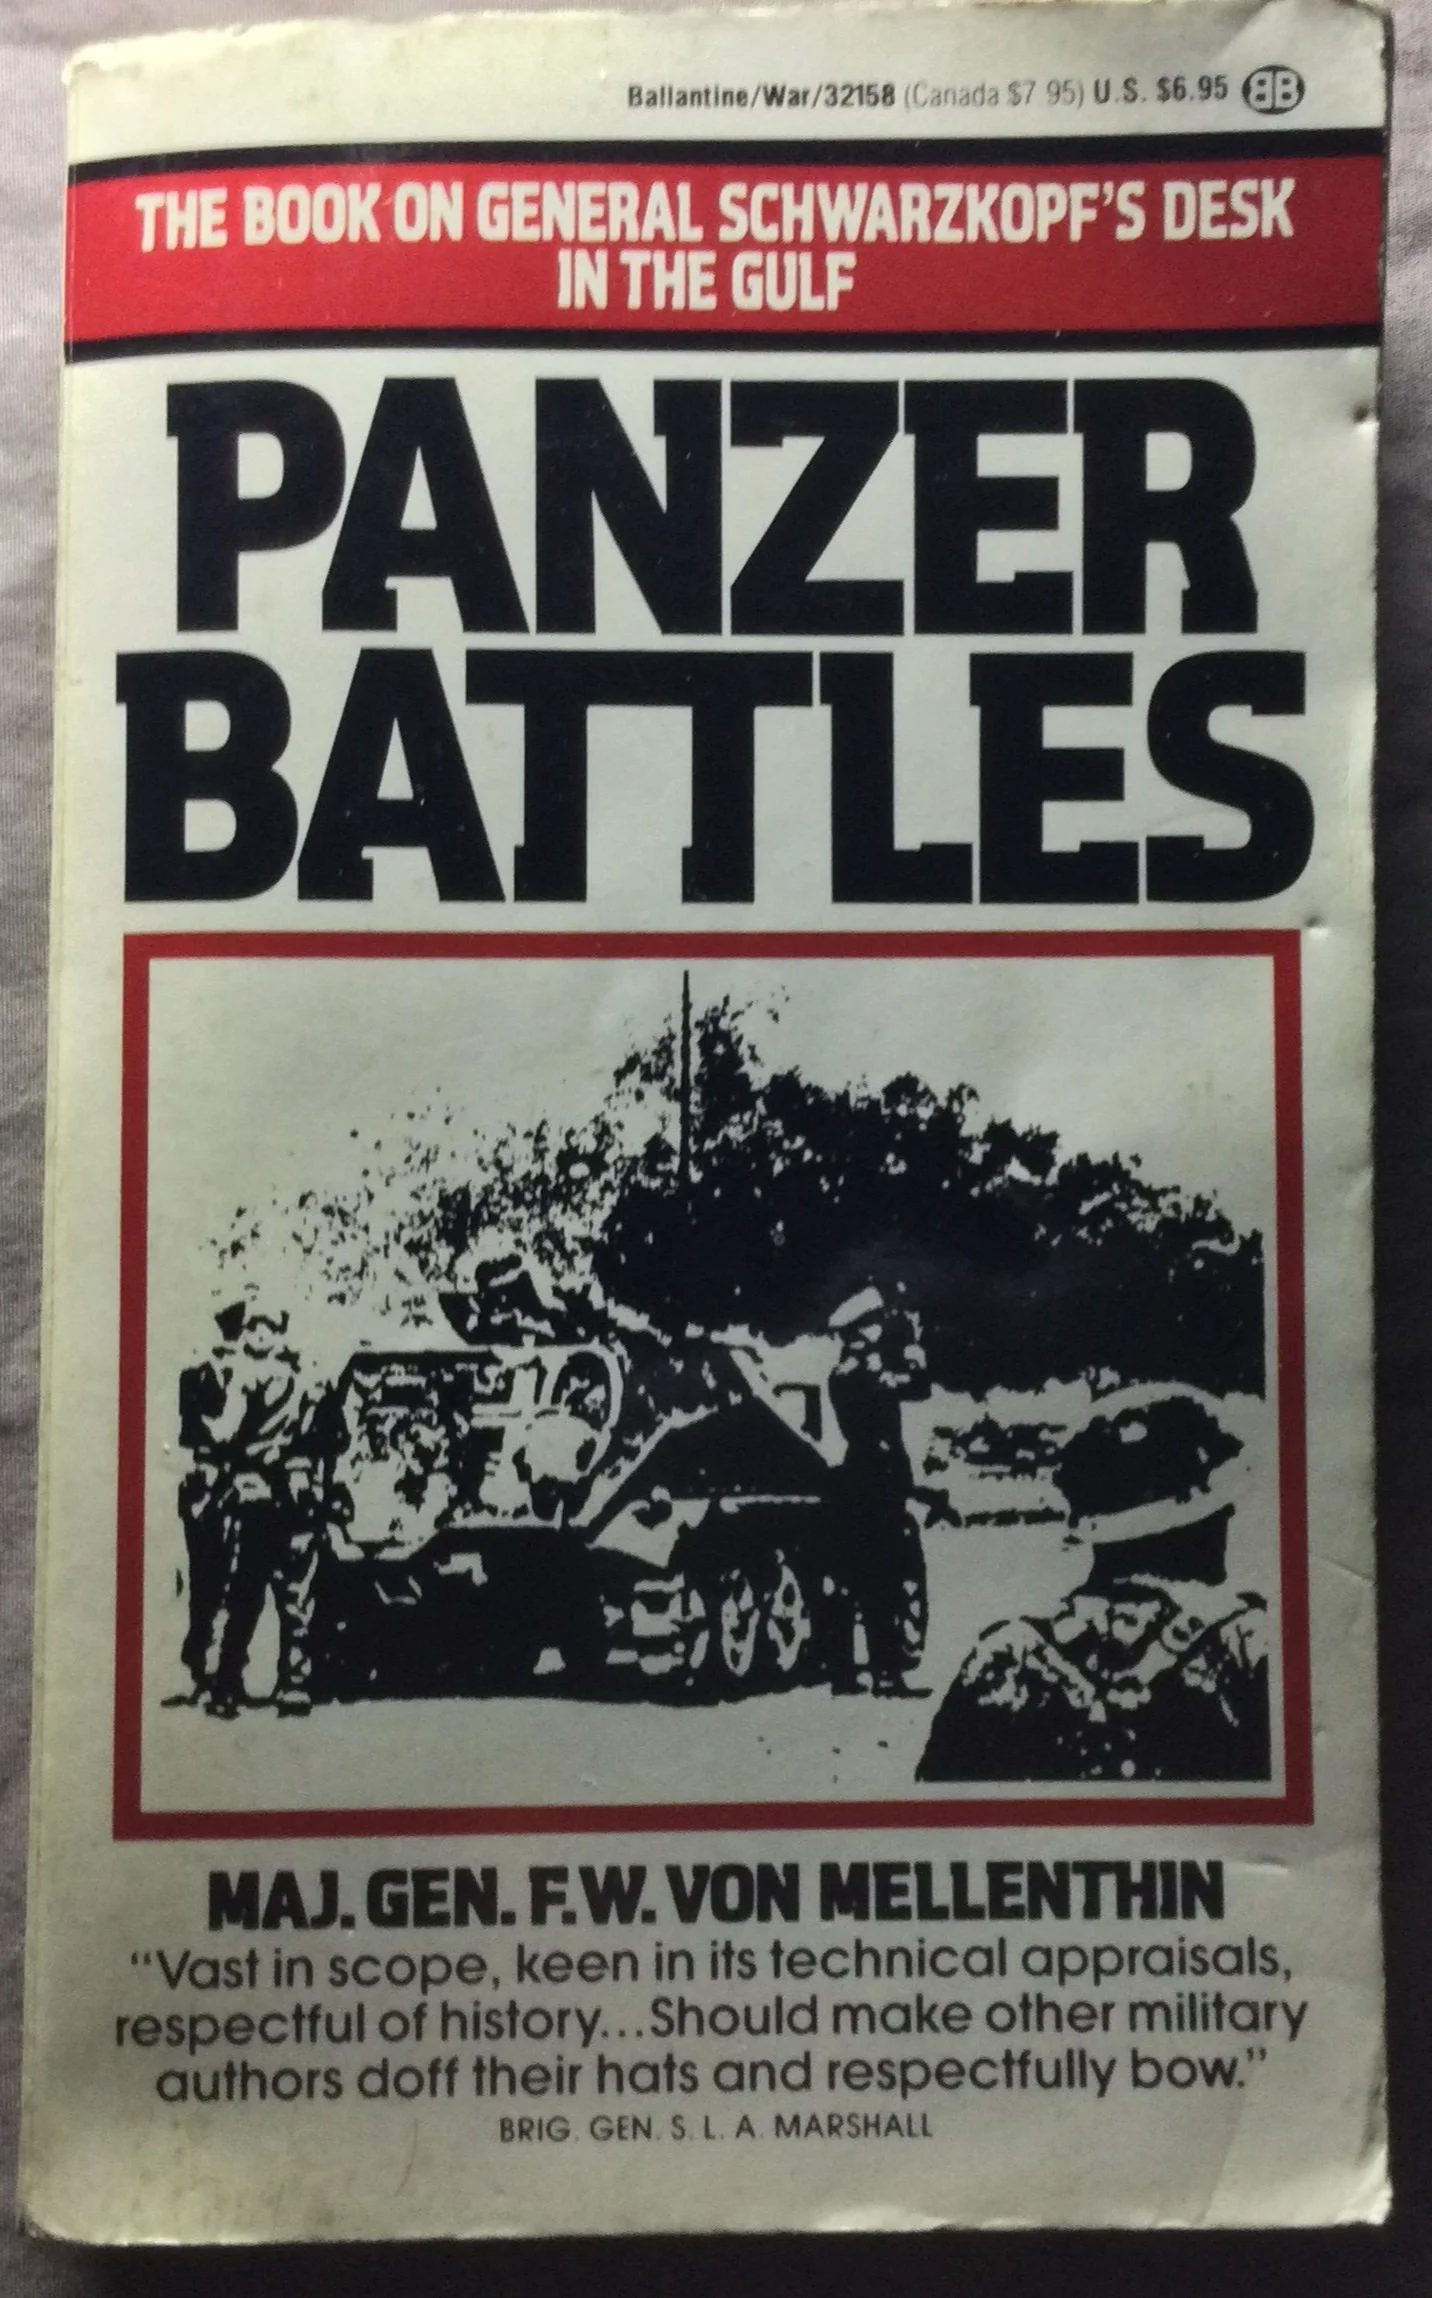 Ballantine/War/32158 (Canada $7 95) U.S. $6.95 BB
THE BOOK ON GENERAL SCHWARZKOPF'S DESK
IN THE GULF
PANZER
BATTLES
MAJ. GEN. F.W. VON MELLENTHIN
"Vast in scope, keen in its technical appraisals,
respectful of history...Should make other military
authors doff their hats and respectfully bow."
BRIG. GEN. S. L. A. MARSHALL